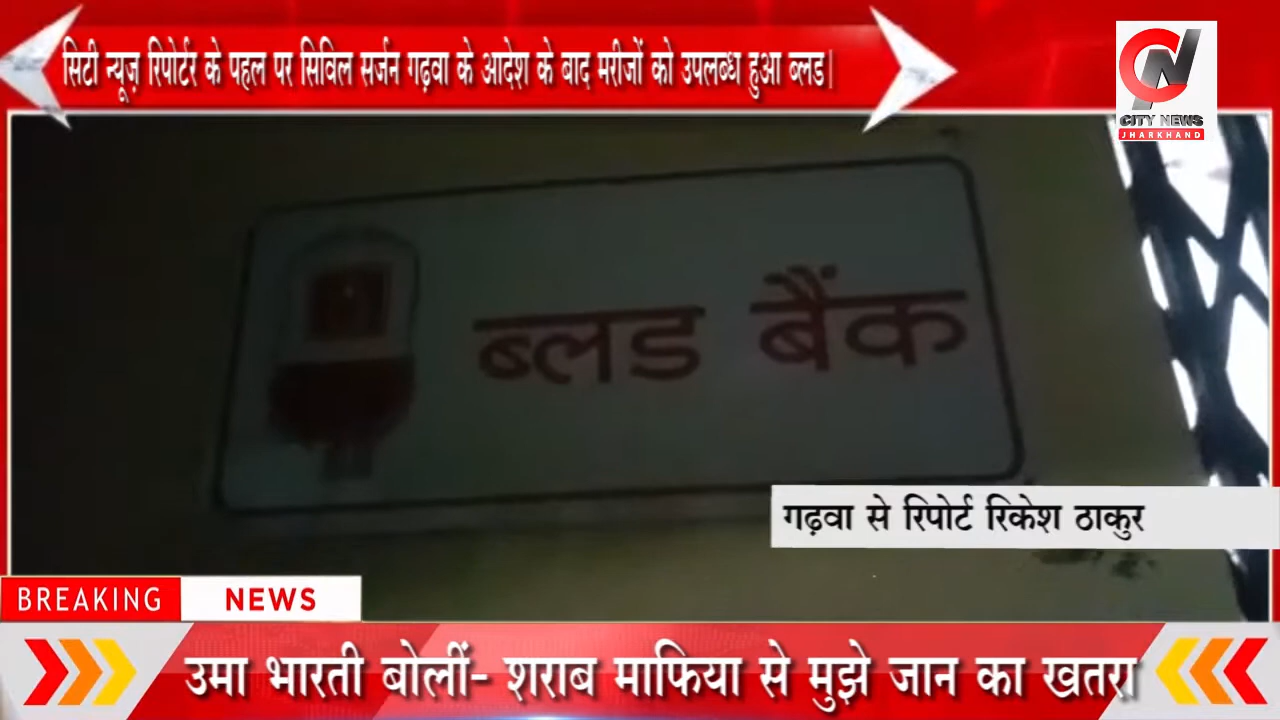 सिटी न्यूज़ रिपोर्टर के पहल पर सिविल सर्जन गढ़वा के आदेश के बाद मरीजों को उपलब्ध हुआ ब्लड|
CN
CITY NEWS
JHARKHAND
ब्लड बैंक
गढ़वा से रिपोर्ट रिकेश ठाकुर
BREAKING NEWS
उमा भारती बोलीं- शराब माफिया से मुझे जान का खतरा